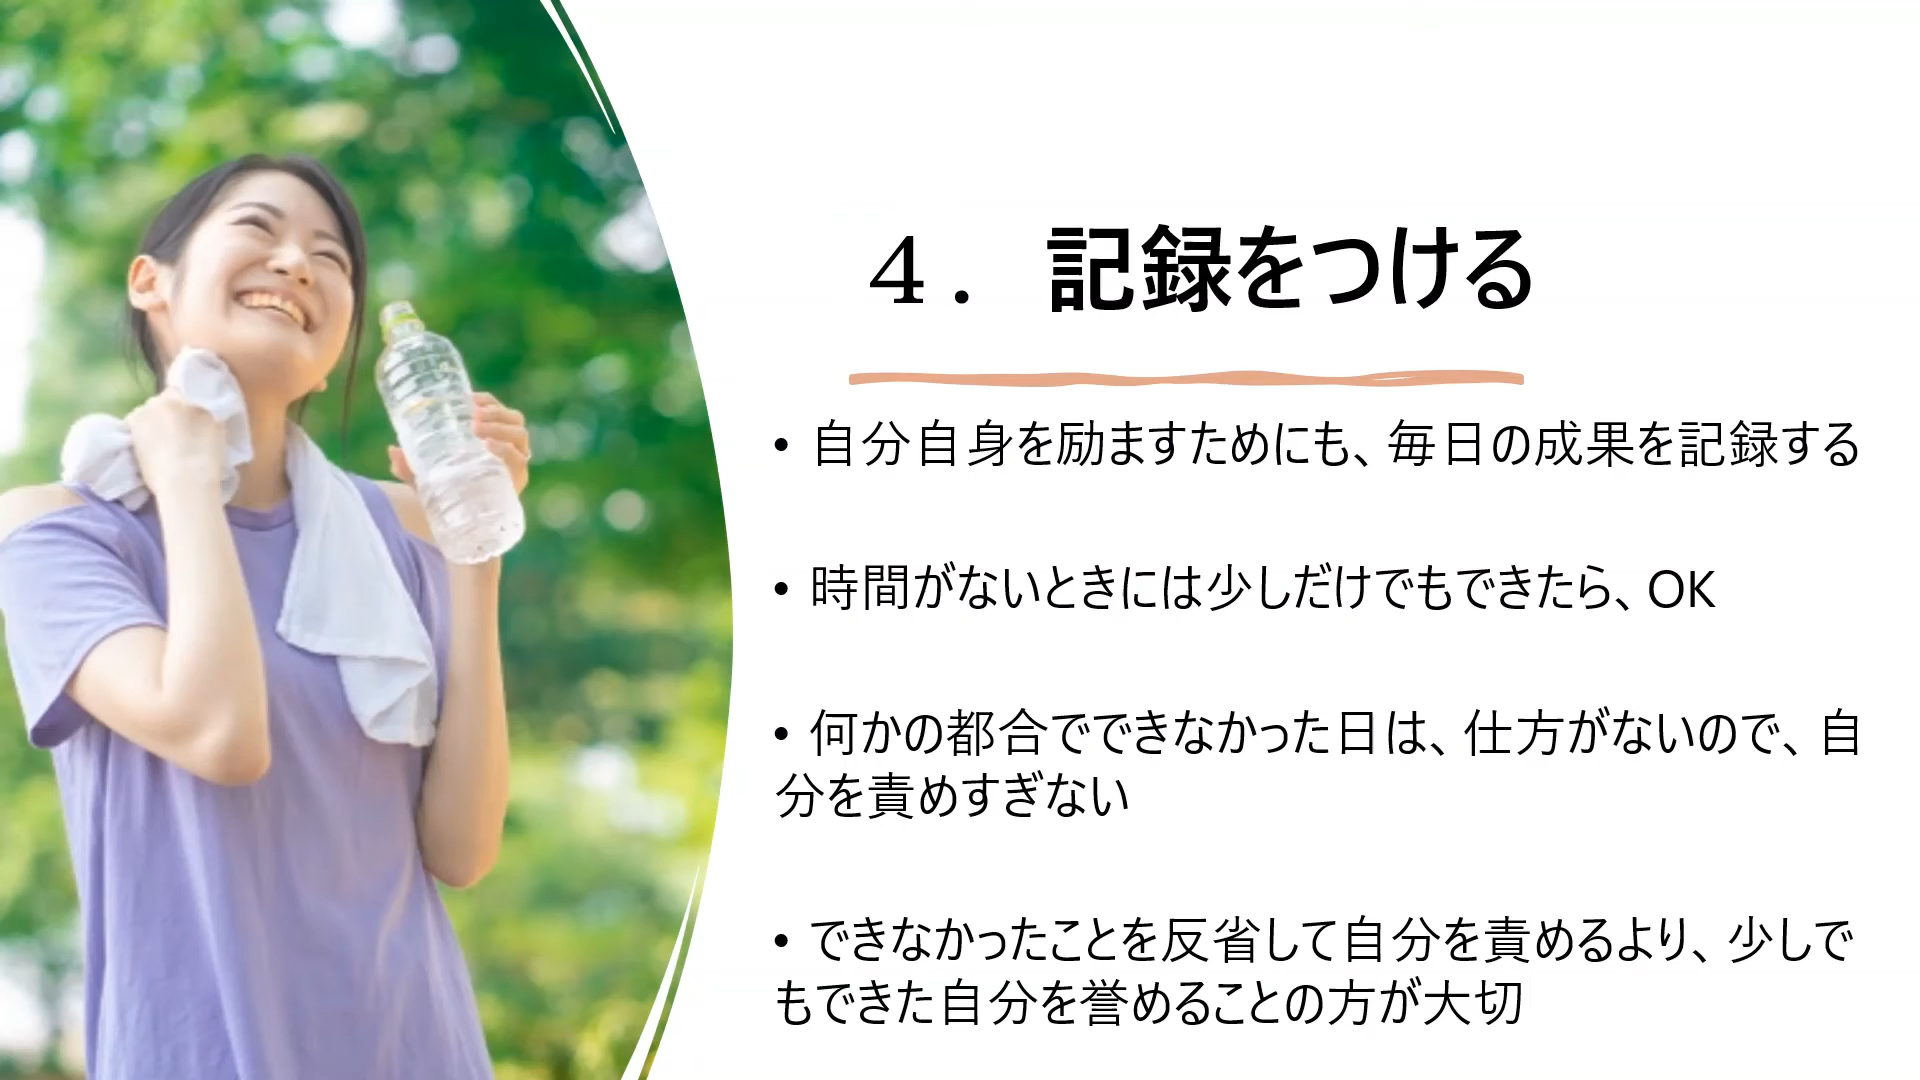 ４． 記録をつける
• 自分自身を励ますためにも、毎日の成果を記録する
• 時間がないときには少しだけでもできたら、OK
• 何かの都合でできなかった日は、仕方がないので、自
分を責めすぎない
• できなかったことを反省して自分を責めるより、少しで
もできた自分を誉めることの方が大切